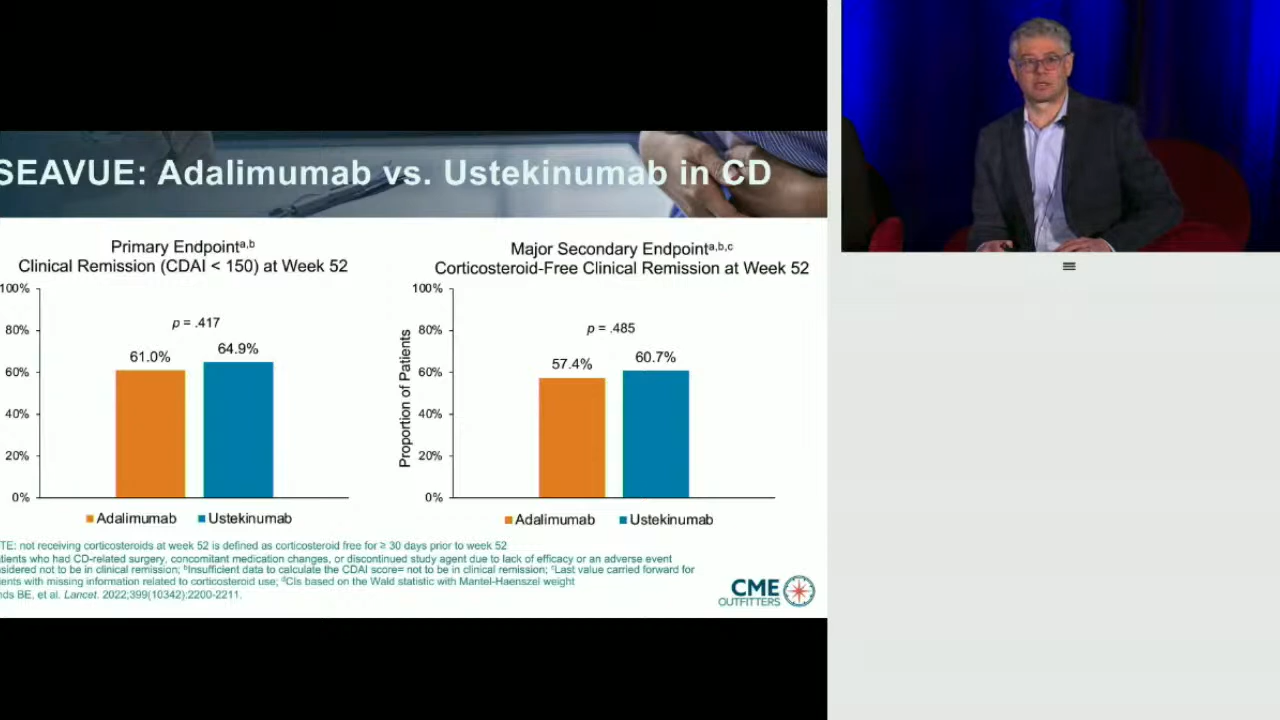 SEAVUE: Adalimumab vs. Ustekinumab in CD
Primary Endpointa,b
Clinical Remission (CDAI < 150) at Week 52
100%
80%
60%
40%
20%
0%
p = .417
61.0%
64.9%
Adalimumab
Ustekinumab
Major Secondary Endpointa,b,c
Corticosteroid-Free Clinical Remission at Week 52
Proportion of Patients
100%
80%
60%
40%
20%
0%
p = .485
57.4%
60.7%
Adalimumab
Ustekinumab
TE: not receiving corticosteroids at week 52 is defined as corticosteroid free for ≥ 30 days prior to week 52
tients who had CD-related surgery, concomitant medication changes, or discontinued study agent due to lack of efficacy or an adverse event
nsidered not to be in clinical remission; bInsufficient data to calculate the CDAI score= not to be in clinical remission; cLast value carried forward for
ients with missing information related to corticosteroid use; dCIs based on the Wald statistic with Mantel-Haenszel weight
nds BE, et al. Lancet. 2022;399(10342):2200-2211.
CME
OUTFITTERS